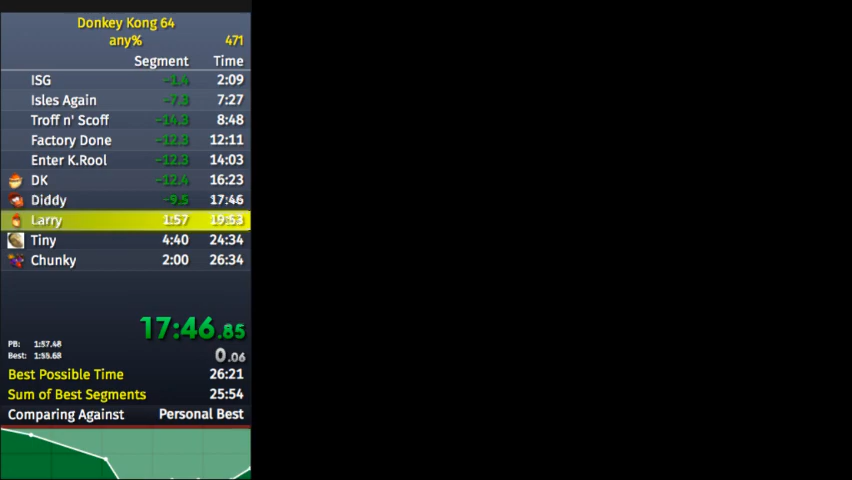 Donkey Kong 64
any% 471
Segment Time
ISG -1.4 2:09
Isles Again -7.3 7:27
Troff n' Scoff -14.3 8:48
Factory Done -12.3 12:11
Enter K.Rool -12.3 14:03
DK -12.4 16:23
Diddy -9.5 17:46
Larry 1:57 19:53
Tiny 4:40 24:34
Chunky 2:00 26:34
17:46.85
PB: 1:57.48
Best: 1:55.68 0.06
Best Possible Time 26:21
Sum of Best Segments 25:54
Comparing Against Personal Best